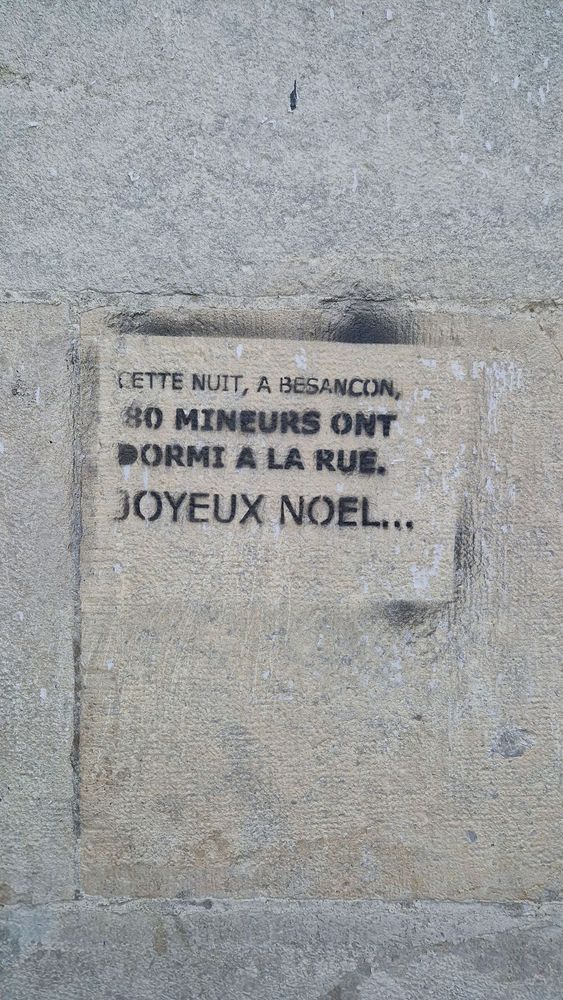 CETTE NUIT, A BESANCON,
80 MINEURS ONT
DORMI A LA RUE.
JOYEUX NOEL...